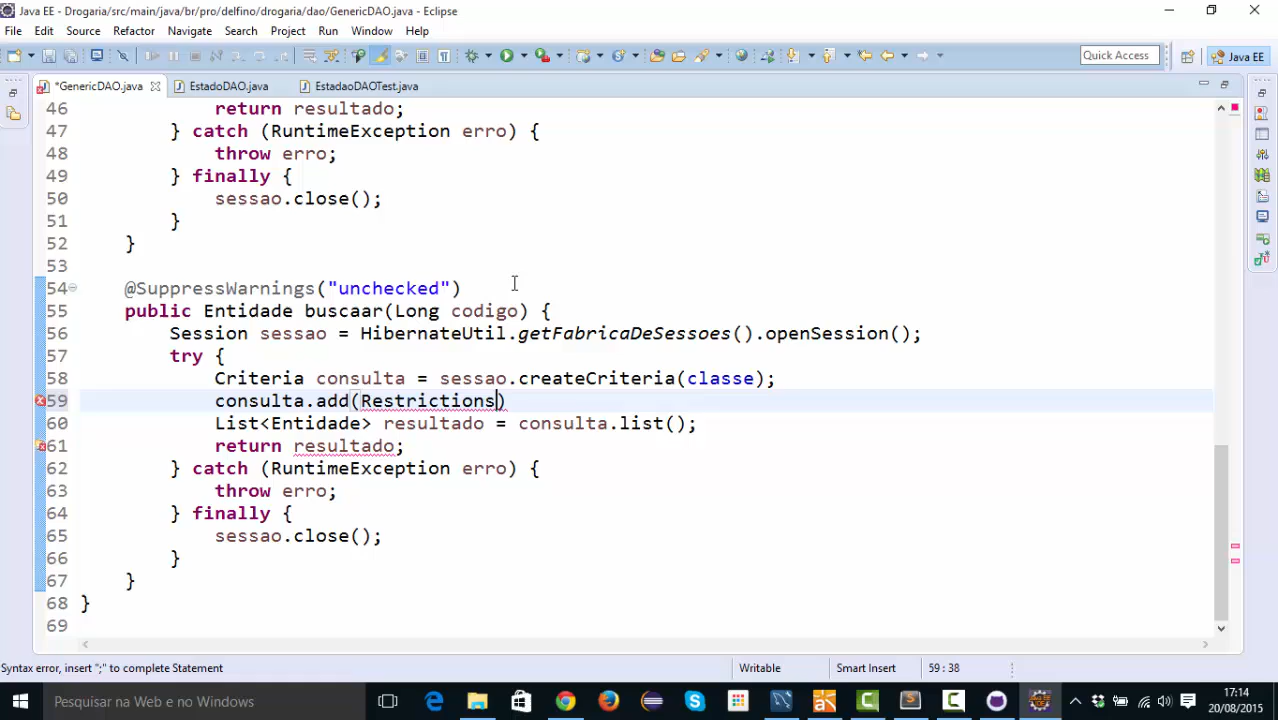 Java EE - Drogaria/src/main/java/br/pro/delfino/drogaria/dao/GenericDAO.java - Eclipse
File Edit Source Refactor Navigate Search Project Run Window Help
Quick Access
Java EE
*GenericDAO.java EstadoDAO.java EstadaoDAOTest.java
46 return resultado;
47 } catch (RuntimeException erro) {
48 throw erro;
49 } finally {
50 sessao.close();
51 }
52 }
53
54 @SuppressWarnings("unchecked")
55 public Entidade buscaar(Long codigo) {
56 Session sessao = HibernateUtil.getFabricaDeSessoes().openSession();
57 try {
58 Criteria consulta = sessao.createCriteria(classe);
59 consulta.add(Restrictions)
60 List<Entidade> resultado = consulta.list();
61 return resultado;
62 } catch (RuntimeException erro) {
63 throw erro;
64 } finally {
65 sessao.close();
66 }
67 }
68 }
69
Syntax error, insert ";" to complete Statement Writable Smart Insert 59 : 38
Pesquisar na Web e no Windows
17:14
20/08/2015